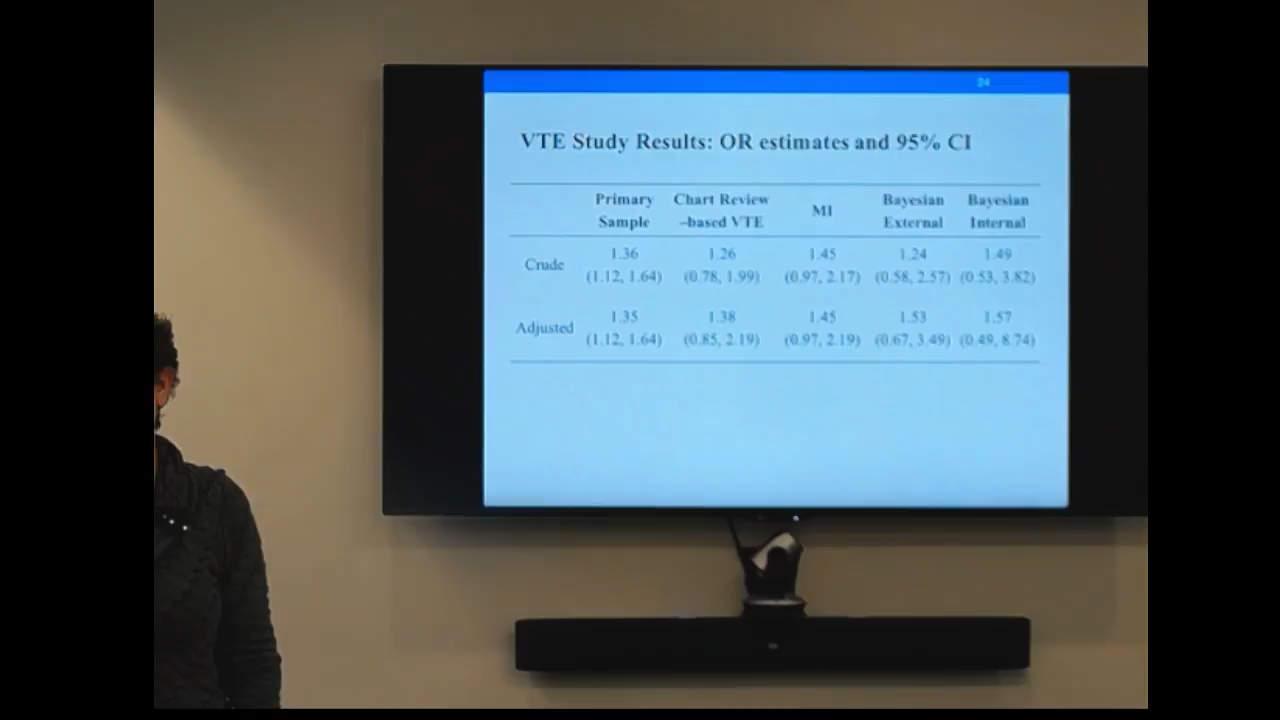 24
VTE Study Results: OR estimates and 95% CI
Primary Sample Chart Review –based VTE MI Bayesian External Bayesian Internal
Crude 1.36 1.26 1.45 1.24 1.49
(1.12, 1.64) (0.78, 1.99) (0.97, 2.17) (0.58, 2.57) (0.53, 3.82)
Adjusted 1.35 1.38 1.45 1.53 1.57
(1.12, 1.64) (0.85, 2.19) (0.97, 2.19) (0.67, 3.49) (0.49, 8.74)